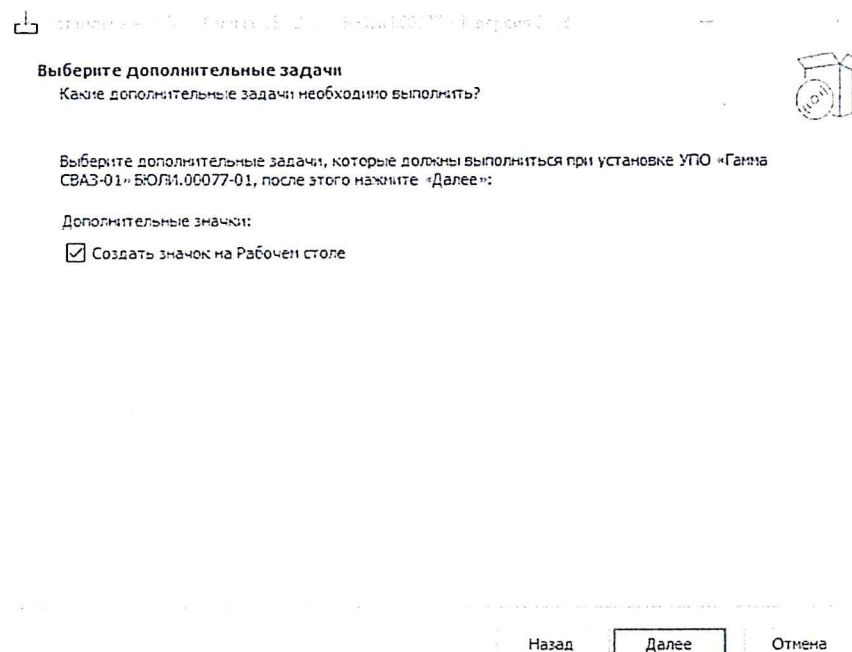 Выберите дополнительные задачи
Какие дополнительные задачи необходимо выполнить?
Выберите дополнительные задачи, которые должны выполниться при установке УПО «Гамма
СВАЗ-01» БЮЛИ.00077-01, после этого нажмите «Далее»:
Дополнительные значки:
Создать значок на Рабочем столе
Назад
Далее
Отмена